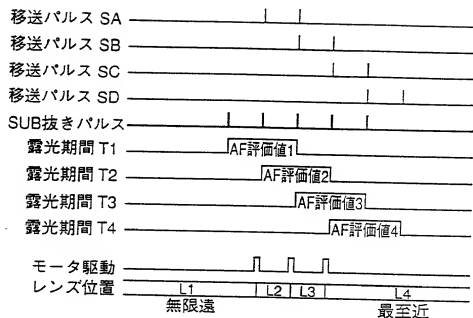 移送パルス SA
移送パルス SB
移送パルス SC
移送パルス SD
SUB抜きパルス
露光期間 T1 AF評価値1
露光期間 T2 AF評価値2
露光期間 T3 AF評価値3
露光期間 T4 AF評価値4
モータ駆動
レンズ位置 L1 L2 L3 L4
無限遠 最至近